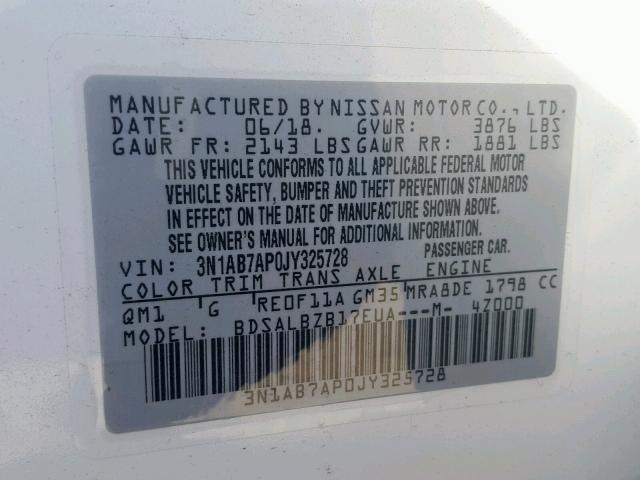 MANUFACTURED BY NISSAN MOTOR CO., LTD.
DATE: 06/18. GVWR: 3876 LBS
GAWR FR: 2143 LBS GAWR RR: 1881 LBS
THIS VEHICLE CONFORMS TO ALL APPLICABLE FEDERAL MOTOR
VEHICLE SAFETY, BUMPER AND THEFT PREVENTION STANDARDS
IN EFFECT ON THE DATE OF MANUFACTURE SHOWN ABOVE.
SEE OWNER'S MANUAL FOR ADDITIONAL INFORMATION.
VIN: 3N1AB7AP0JY325728 PASSENGER CAR.
COLOR TRIM TRANS AXLE ENGINE
QM1 G RE0F11A GM35 MRA8DE 1798 CC
MODEL: BDSALBZB17EUA---M- 4Z000
3N1AB7AP0JY325728